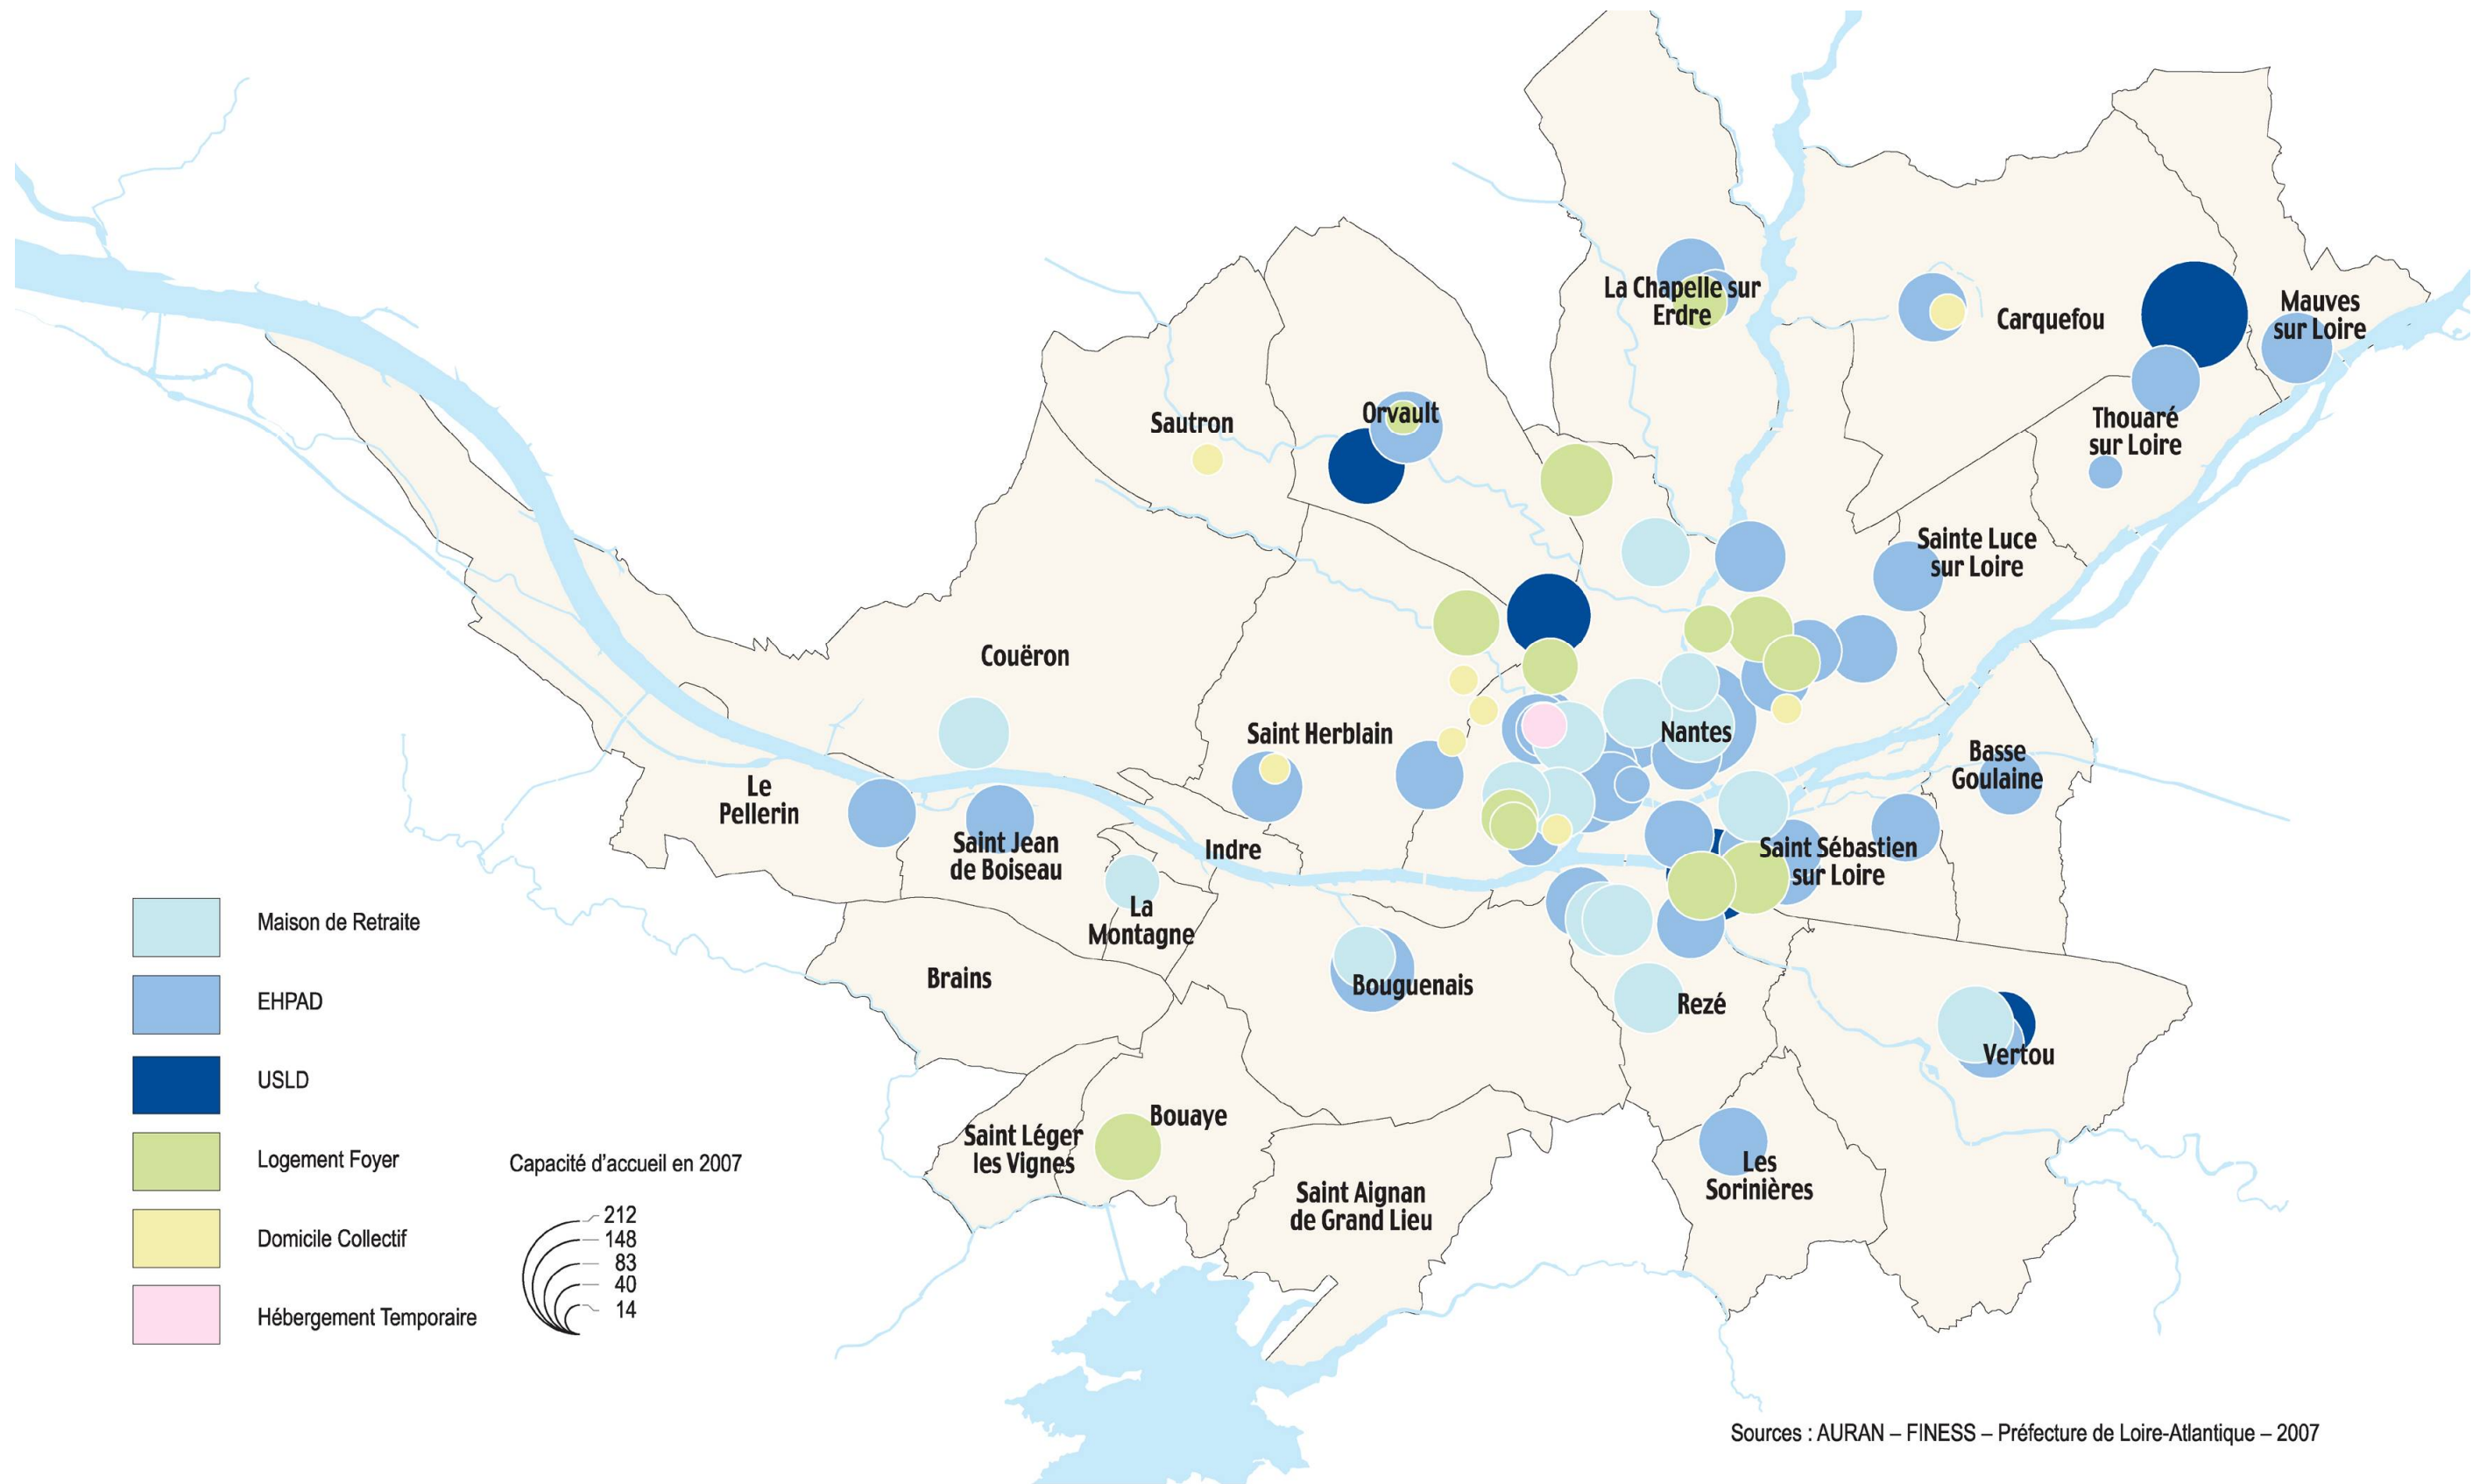 La Chapelle sur
Erdre
Carquefou
Mauves
sur Loire
Thouaré
sur Loire
Sautron
Orvault
Sainte Luce
sur Loire
Couëron
Saint Herblain
Nantes
Basse
Goulaine
Le
Pellerin
Saint Jean
de Boiseau
Indre
Saint Sébastien
sur Loire
La
Montagne
Brains
Bouguenais
Rezé
Vertou
Bouaye
Saint Léger
les Vignes
Saint Aignan
de Grand Lieu
Les
Sorinières
Maison de Retraite
EHPAD
USLD
Logement Foyer
Domicile Collectif
Hébergement Temporaire
Capacité d'accueil en 2007
212
148
83
40
14
Sources : AURAN – FINESS – Préfecture de Loire-Atlantique – 2007